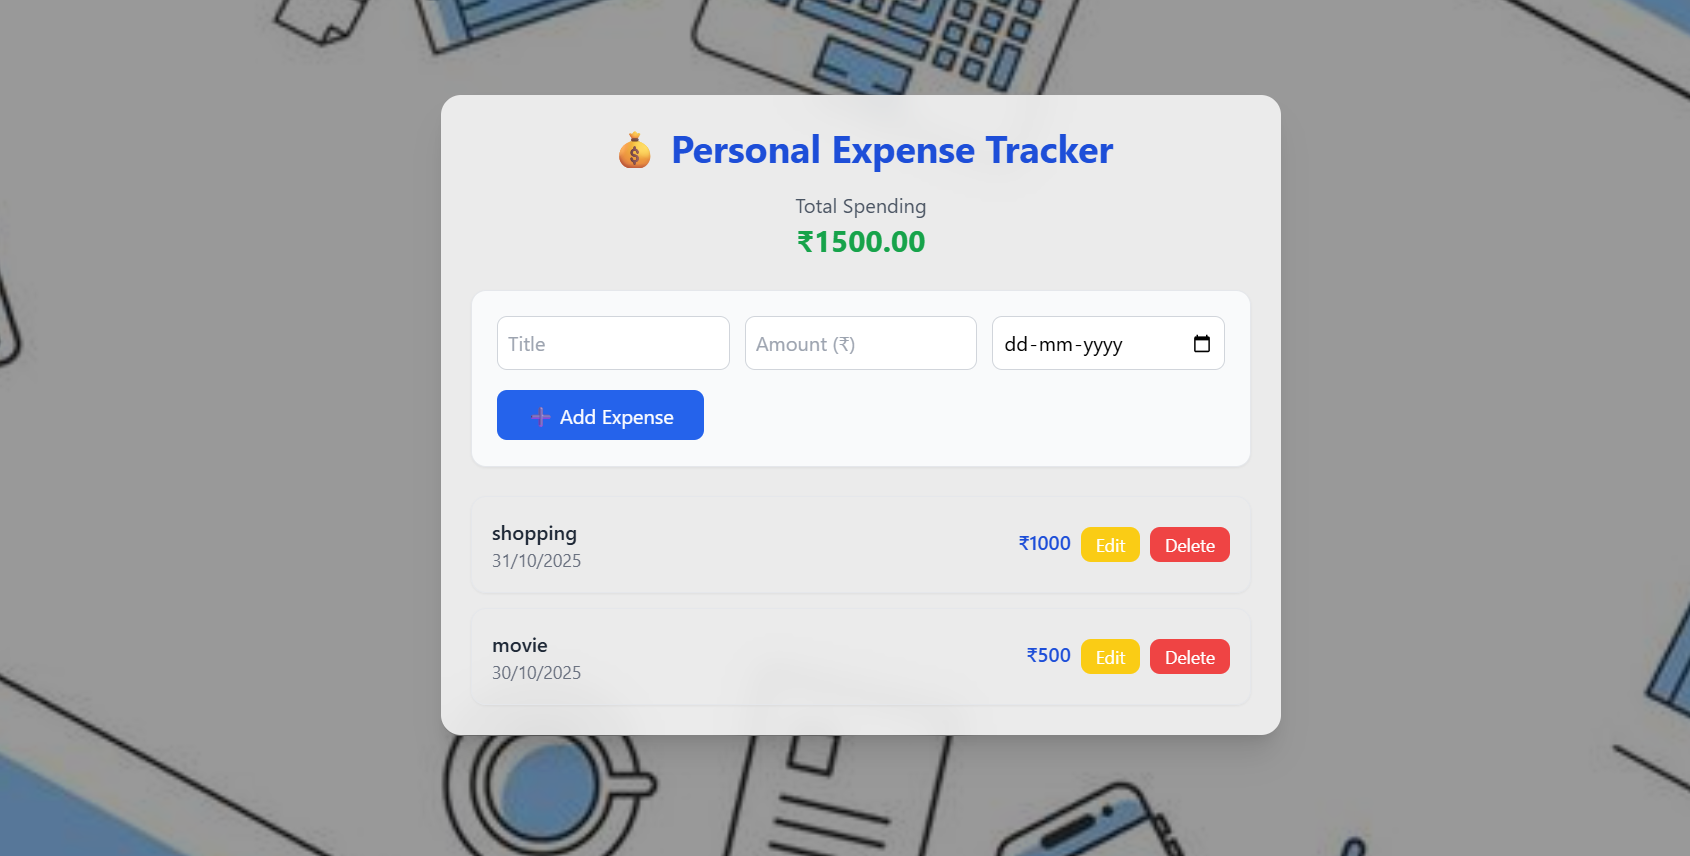 💰 Personal Expense Tracker
Total Spending
₹1500.00
Title
Amount (₹)
dd-mm-yyyy
➕ Add Expense
shopping
31/10/2025
₹1000
Edit
Delete
movie
30/10/2025
₹500
Edit
Delete